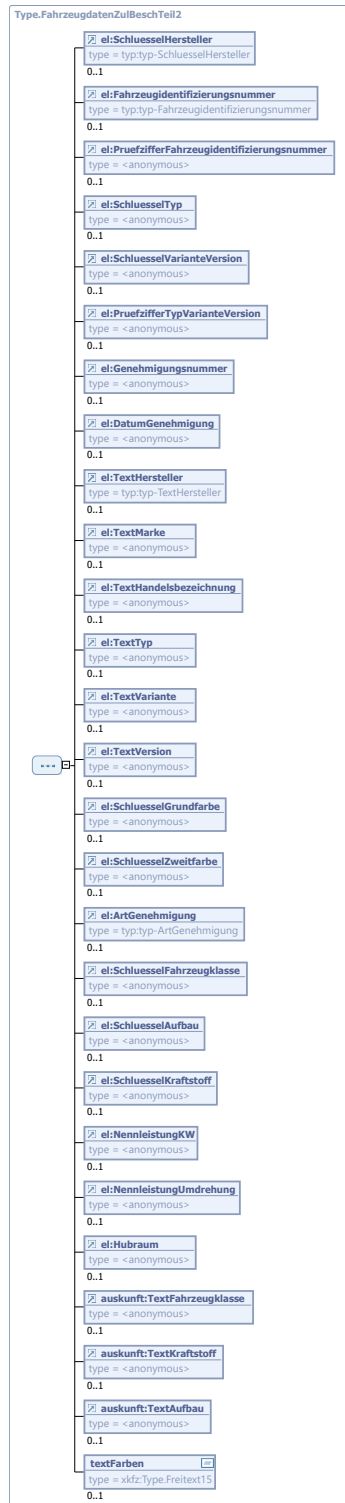 Type.FahrzeugdatenZulBeschTeil2
el:SchluesselHersteller
type = typ:typ-SchluesselHersteller
0..1
el:Fahrzeugidentifizierungsnummer
type = typ:typ-Fahrzeugidentifizierungsnummer
0..1
el:PruefzifferFahrzeugidentifizierungsnummer
type = <anonymous>
0..1
el:SchluesselTyp
type = <anonymous>
0..1
el:SchluesselVarianteVersion
type = <anonymous>
0..1
el:PruefzifferTypVarianteVersion
type = <anonymous>
0..1
el:Genehmigungsnummer
type = <anonymous>
0..1
el:DatumGenehmigung
type = <anonymous>
0..1
el:TextHersteller
type = typ:typ-TextHersteller
0..1
el:TextMarke
type = <anonymous>
0..1
el:TextHandelsbezeichnung
type = <anonymous>
0..1
el:TextTyp
type = <anonymous>
0..1
el:TextVariante
type = <anonymous>
0..1
el:TextVersion
type = <anonymous>
0..1
el:SchluesselGrundfarbe
type = <anonymous>
0..1
el:SchluesselZweitfarbe
type = <anonymous>
0..1
el:ArtGenehmigung
type = typ:typ-ArtGenehmigung
0..1
el:SchluesselFahrzeugklasse
type = <anonymous>
0..1
el:SchluesselAufbau
type = <anonymous>
0..1
el:SchluesselKraftstoff
type = <anonymous>
0..1
el:NennleistungKW
type = <anonymous>
0..1
el:NennleistungUmdrehung
type = <anonymous>
0..1
el:Hubraum
type = <anonymous>
0..1
auskunft:TextFahrzeugklasse
type = <anonymous>
0..1
auskunft:TextKraftstoff
type = <anonymous>
0..1
auskunft:TextAufbau
type = <anonymous>
0..1
textFarben
type = xkfz:Type.Freitext15
0..1